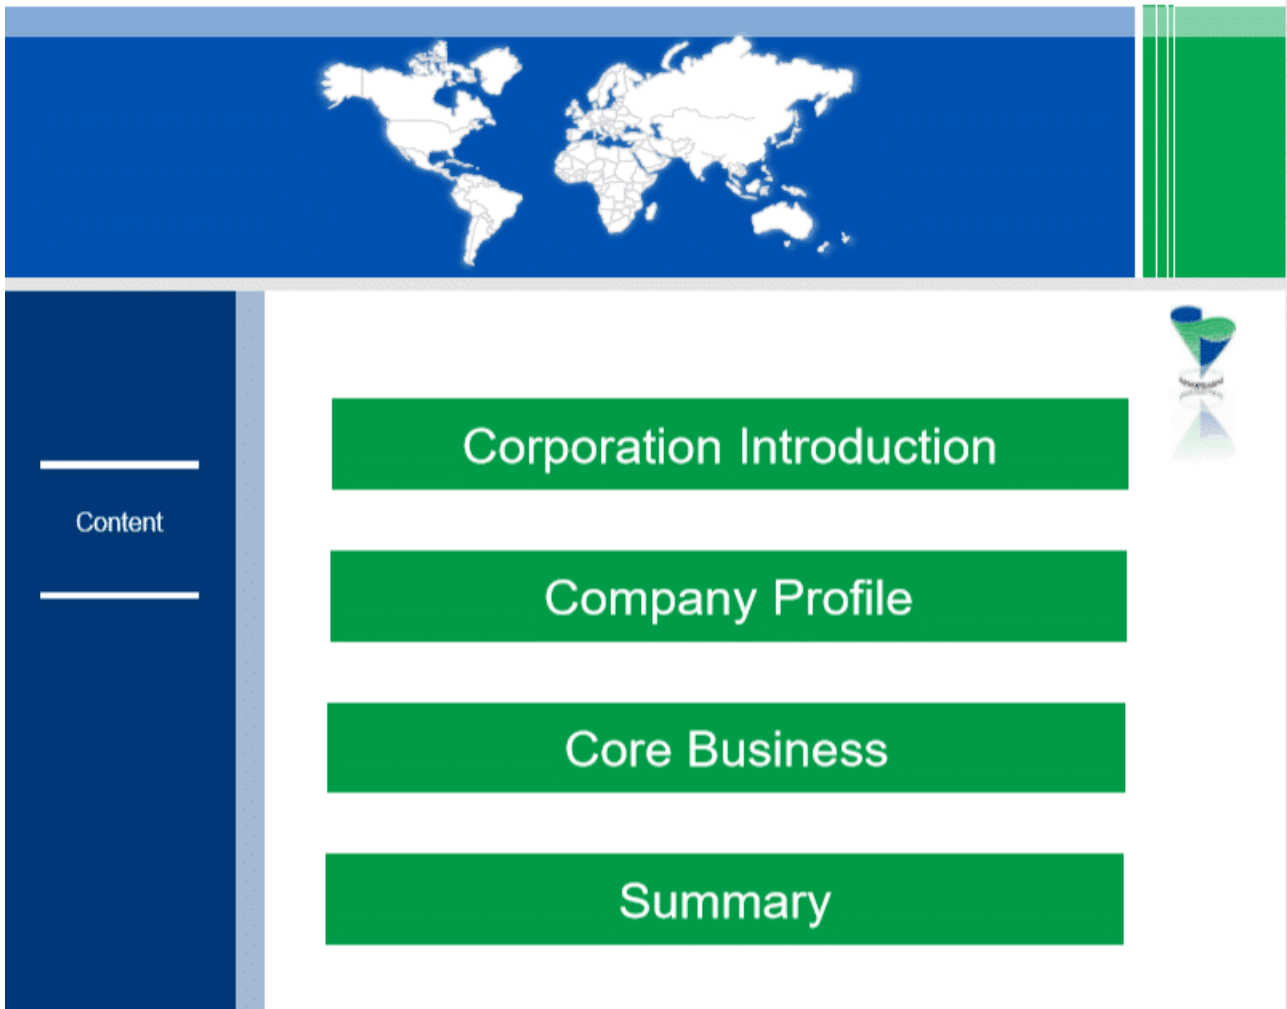 Content
Corporation Introduction
Company Profile
Core Business
Summary